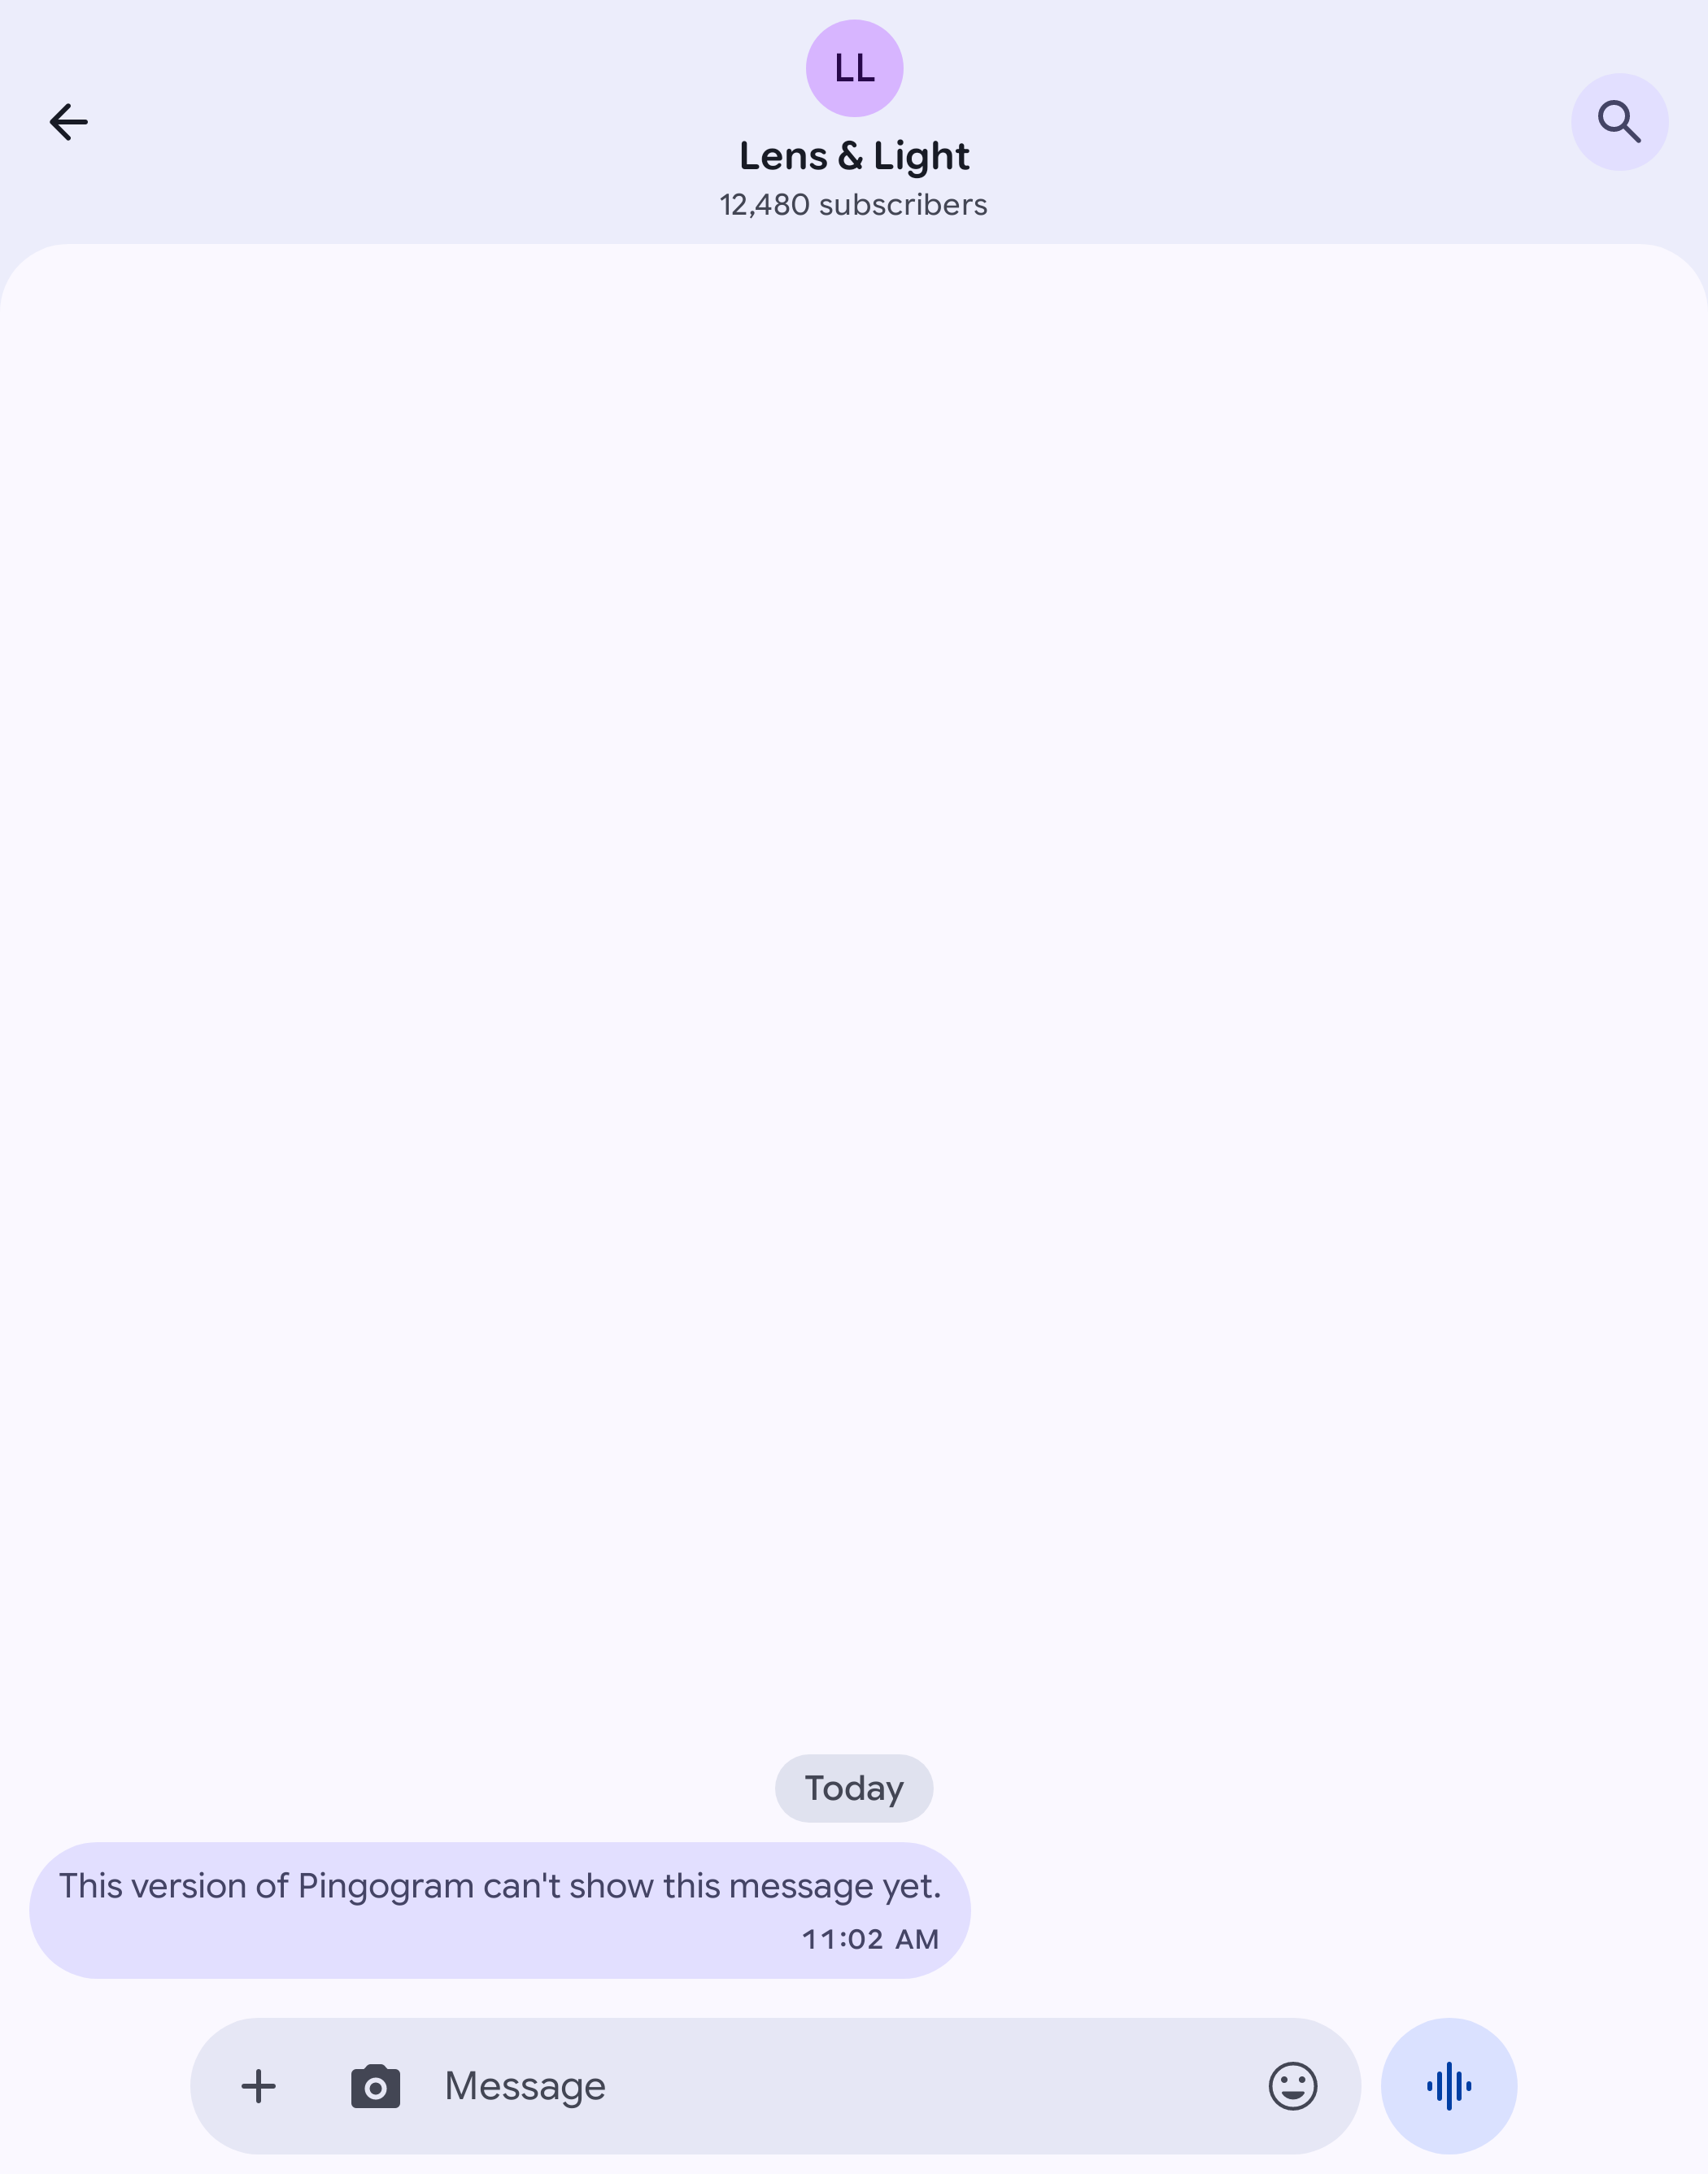 LL
Lens & Light
12,480 subscribers
Today
This version of Pingogram can't show this message yet.
11:02 AM
Message